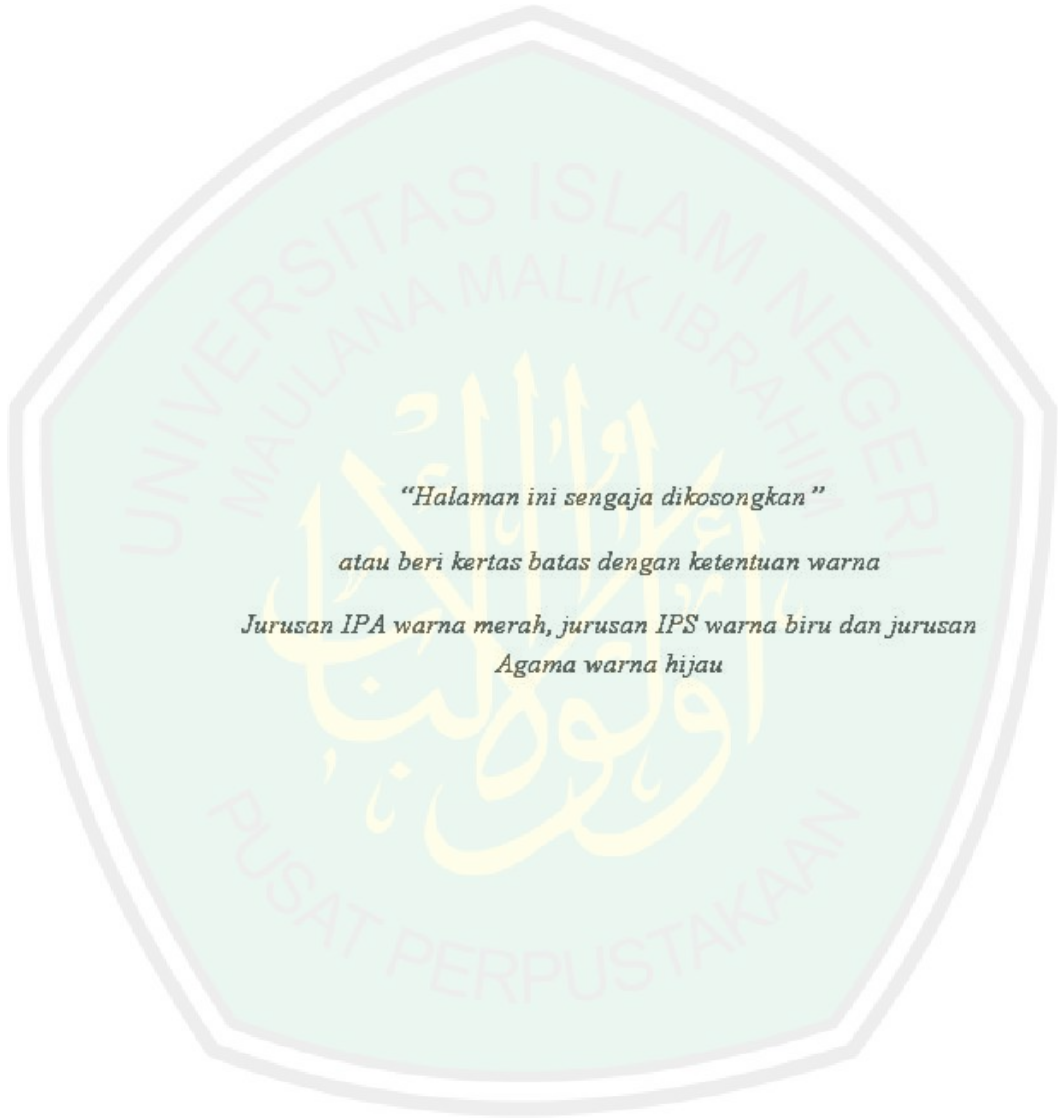 UNIVERSITAS ISLAM NEGERI
MAULANA MALIK IBRAHIM
“Halaman ini sengaja dikosongkan”
atau beri kertas batas dengan ketentuan warna
Jurusan IPA warna merah, jurusan IPS warna biru dan jurusan
Agama warna hijau
PUSAT PERPUSTAKAAN